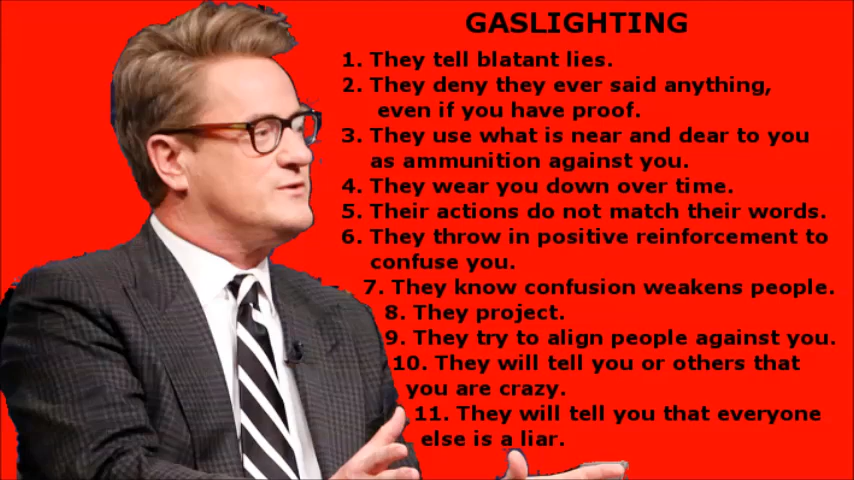 GASLIGHTING
1. They tell blatant lies.
2. They deny they ever said anything,
even if you have proof.
3. They use what is near and dear to you
as ammunition against you.
4. They wear you down over time.
5. Their actions do not match their words.
6. They throw in positive reinforcement to
confuse you.
7. They know confusion weakens people.
8. They project.
9. They try to align people against you.
10. They will tell you or others that
you are crazy.
11. They will tell you that everyone
else is a liar.